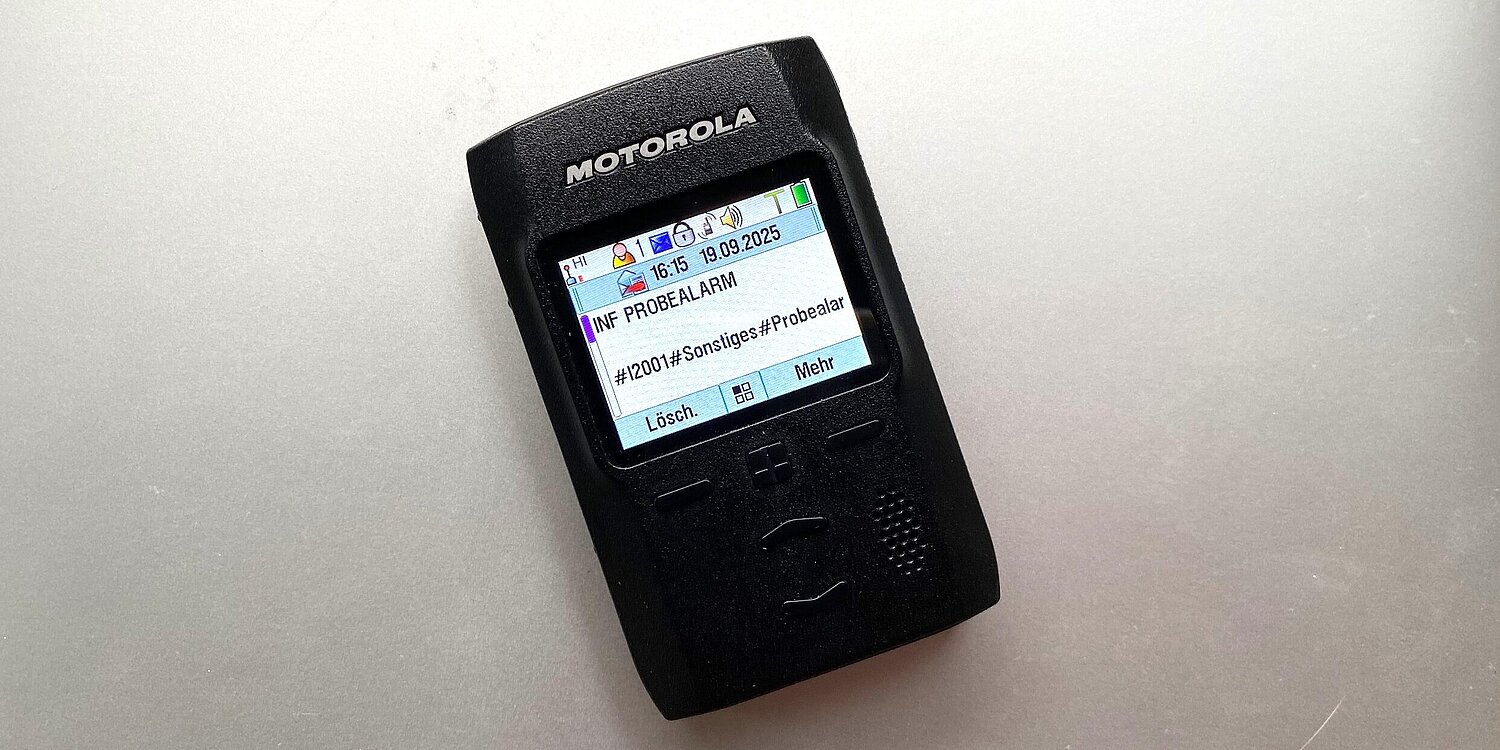 MOTOROLA
HI 1
16:15 19.09.2025
INF PROBEALARM
#I2001#Sonstiges#Probealar
Lösch. Mehr